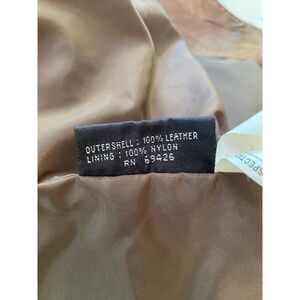 OUTERSHELL : 100% LEATHER
LINING : 100% NYLON
RN 69426